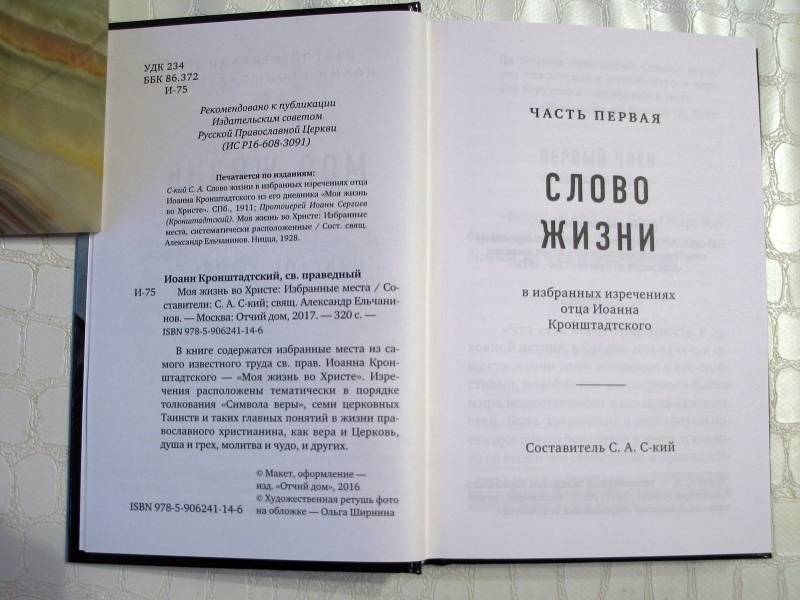 УДК 234
ББК 86.372
И-75
Рекомендовано к публикации
Издательским советом
Русской Православной Церкви
(ИС Р16-608-3091)
Печатается по изданиям:
С-кий С. А. Слово жизни в избранных изречениях отца
Иоанна Кронштадтского из его дневника «Моя жизнь
во Христе». СПб., 1911; Протоиерей Иоанн Сергиев
(Кронштадтский). Моя жизнь во Христе: Избранные
места, систематически расположенные / Сост. свящ.
Александр Ельчанинов. Ницца, 1928.
Иоанн Кронштадтский, св. праведный
И-75 Моя жизнь во Христе: Избранные места / Со-
ставители: С. А. С-кий; свящ. Александр Ельчани-
нов. — Москва: Отчий дом, 2017. — 320 с. —
ISBN 978-5-906241-14-6
В книге содержатся избранные места из са-
мого известного труда св. прав. Иоанна Крон-
штадтского — «Моя жизнь во Христе». Изре-
чения расположены тематически в порядке
толкования «Символа веры», семи церковных
Таинств и таких главных понятий в жизни пра-
вославного христианина, как вера и Церковь,
душа и грех, молитва и чудо, и других.
© Макет, оформление —
изд. «Отчий дом», 2016
© Художественная ретушь фото
на обложке — Ольга Ширнина
ISBN 978-5-906241-14-6
ЧАСТЬ ПЕРВАЯ
СЛОВО
ЖИЗНИ
в избранных изречениях
отца Иоанна
Кронштадтского
Составитель С. А. С-кий